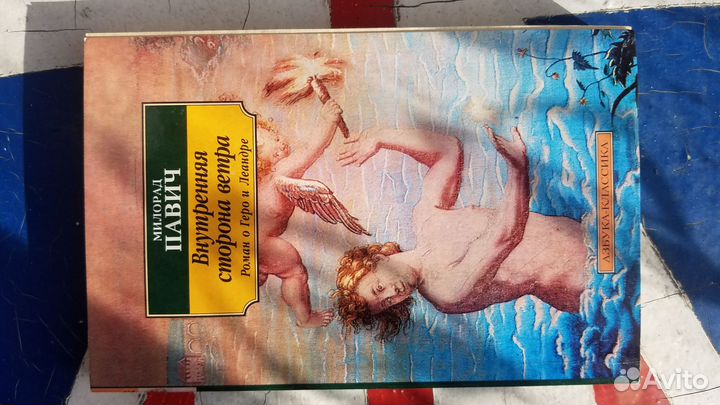 МИЛОРАД
ПАВИЧ
Внутренняя
сторона ветра
Роман о Геро и Леандре
АЗБУКА-КЛАССИКА
Avito